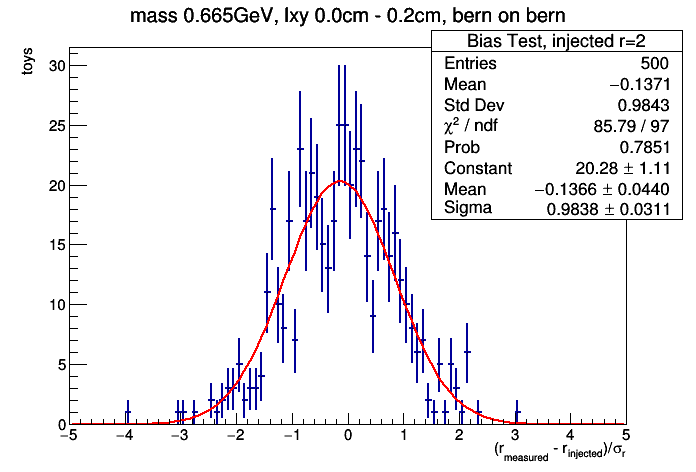 mass 0.665GeV, lxy 0.0cm - 0.2cm, bern on bern
toys
Bias Test, injected r=2
Entries 500
Mean −0.1371
Std Dev 0.9843
χ² / ndf 85.79 / 97
Prob 0.7851
Constant 20.28 ± 1.11
Mean −0.1366 ± 0.0440
Sigma 0.9838 ± 0.0311
30
25
20
15
10
5
0
−5 −4 −3 −2 −1 0 1 2 3 4 5
(r_measured - r_injected)/σ_r